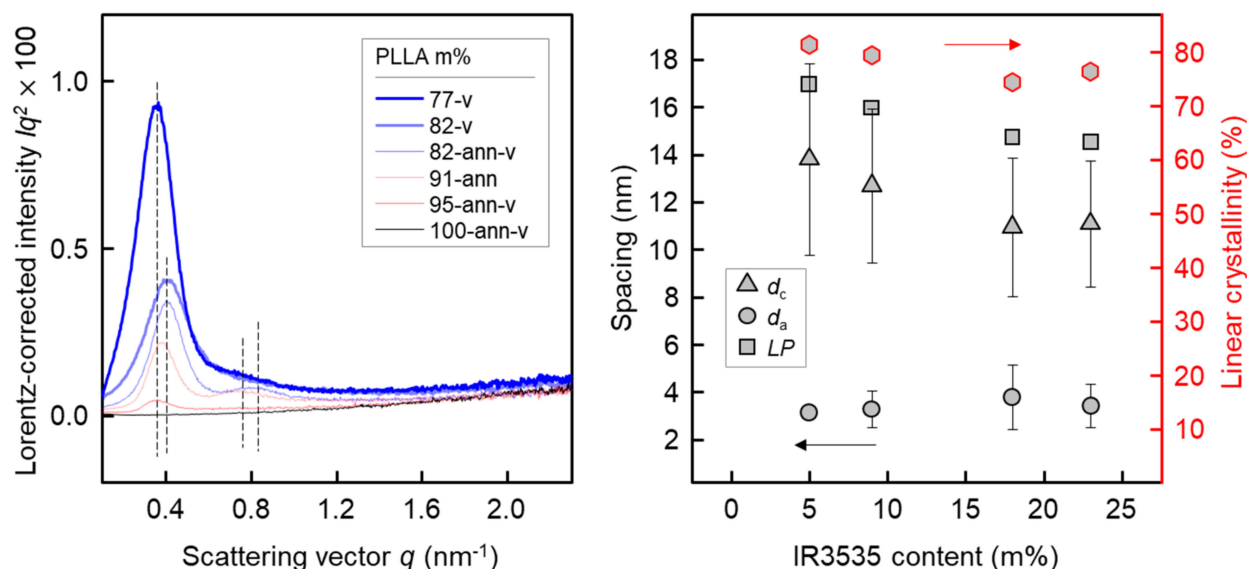 Lorentz-corrected intensity Iq² × 100
1.0
0.5
0.0
PLLA m%
77-v
82-v
82-ann-v
91-ann
95-ann-v
100-ann-v
0.4 0.8 1.2 1.6 2.0
Scattering vector q (nm⁻¹)
Spacing (nm)
18
16
14
12
10
8
6
4
2
d_c
d_a
LP
0 5 10 15 20 25
IR3535 content (m%)
80
70
60
50
40
30
20
10
Linear crystallinity (%)